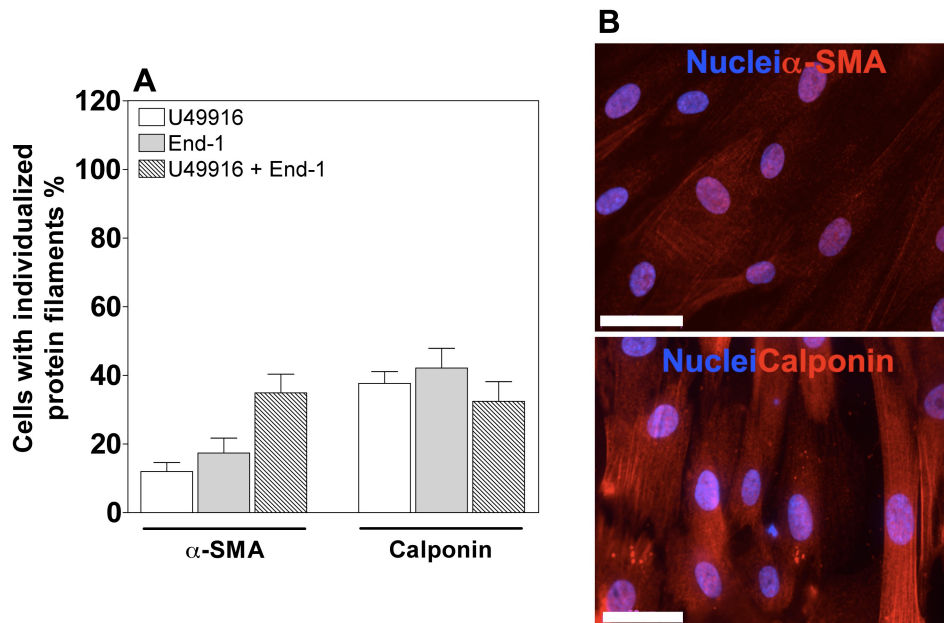 A
B
120
100
80
60
40
20
0
Cells with individualized
protein filaments %
U49916
End-1
U49916 + End-1
α-SMA
Calponin
Nucleiα-SMA
NucleiCalponin